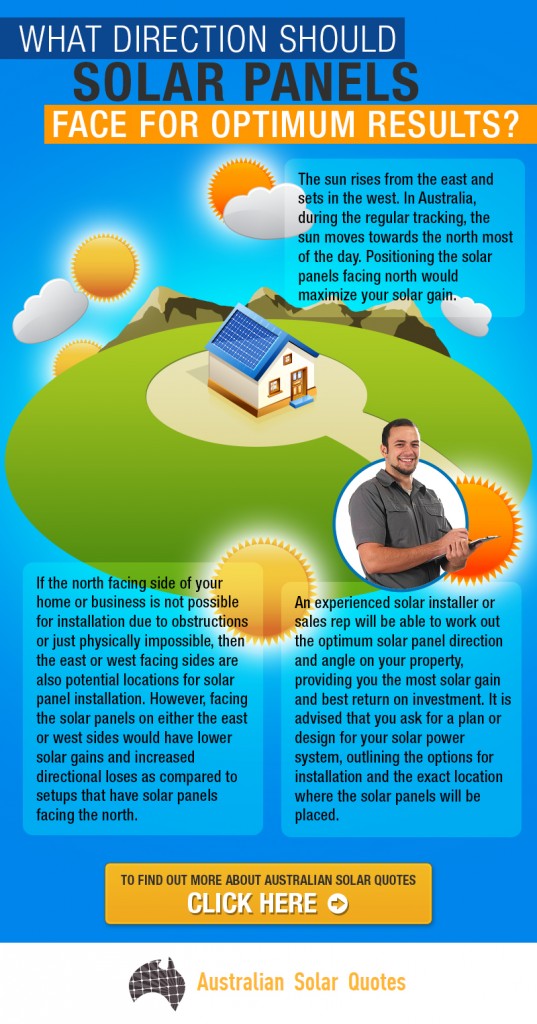 WHAT DIRECTION SHOULD
SOLAR PANELS
FACE FOR OPTIMUM RESULTS?
The sun rises from the east and
sets in the west. In Australia,
during the regular tracking, the
sun moves towards the north most
of the day. Positioning the solar
panels facing north would
maximize your solar gain.
If the north facing side of your
home or business is not possible
for installation due to obstructions
or just physically impossible, then
the east or west facing sides are
also potential locations for solar
panel installation. However, facing
the solar panels on either the east
or west sides would have lower
solar gains and increased
directional loses as compared to
setups that have solar panels
facing the north.
An experienced solar installer or
sales rep will be able to work out
the optimum solar panel direction
and angle on your property,
providing you the most solar gain
and best return on investment. It is
advised that you ask for a plan or
design for your solar power
system, outlining the options for
installation and the exact location
where the solar panels will be
placed.
TO FIND OUT MORE ABOUT AUSTRALIAN SOLAR QUOTES
CLICK HERE
Australian Solar Quotes